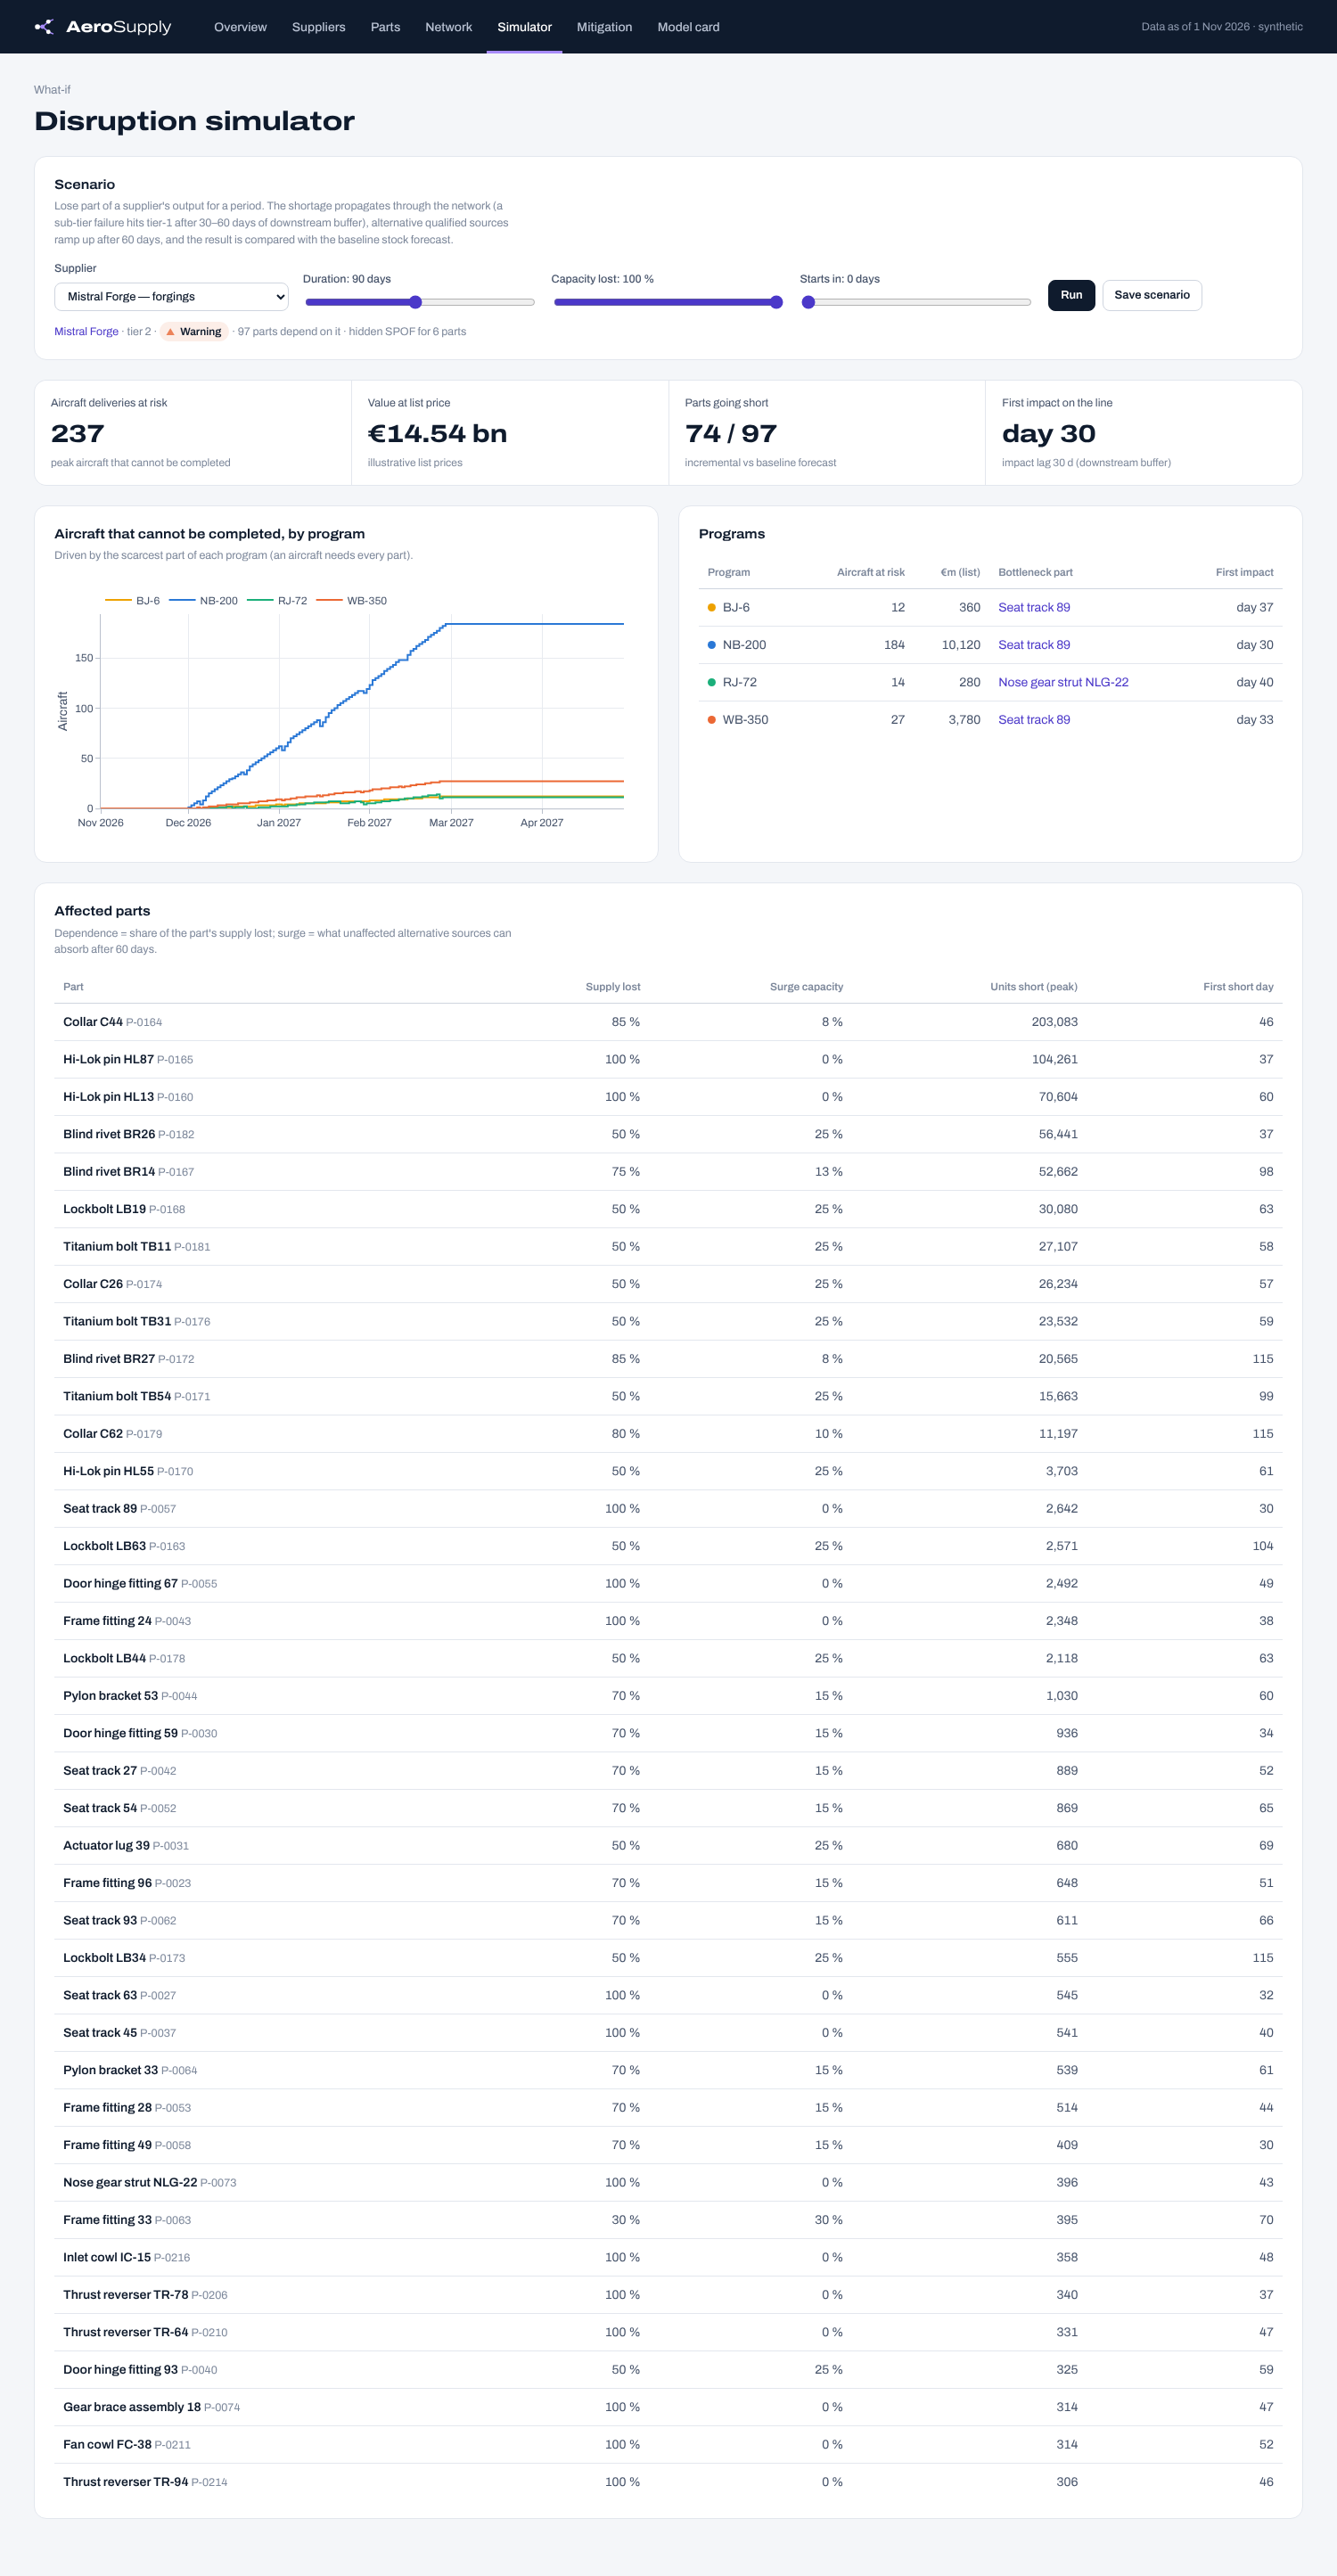 AeroSupply
Overview Suppliers Parts Network Simulator Mitigation Model card
Data as of 1 Nov 2026 · synthetic
What-if
Disruption simulator
Scenario
Lose part of a supplier's output for a period. The shortage propagates through the network (a
sub-tier failure hits tier-1 after 30–60 days of downstream buffer), alternative qualified sources
ramp up after 60 days, and the result is compared with the baseline stock forecast.
Supplier
Mistral Forge — forgings
Duration: 90 days
Capacity lost: 100 %
Starts in: 0 days
Run
Save scenario
Mistral Forge · tier 2 · Warning · 97 parts depend on it · hidden SPOF for 6 parts
Aircraft deliveries at risk
237
peak aircraft that cannot be completed
Value at list price
€14.54 bn
illustrative list prices
Parts going short
74 / 97
incremental vs baseline forecast
First impact on the line
day 30
impact lag 30 d (downstream buffer)
Aircraft that cannot be completed, by program
Driven by the scarcest part of each program (an aircraft needs every part).
BJ-6 NB-200 RJ-72 WB-350
Aircraft
150
100
50
0
Nov 2026 Dec 2026 Jan 2027 Feb 2027 Mar 2027 Apr 2027
Programs
Program Aircraft at risk €m (list) Bottleneck part First impact
BJ-6 12 360 Seat track 89 day 37
NB-200 184 10,120 Seat track 89 day 30
RJ-72 14 280 Nose gear strut NLG-22 day 40
WB-350 27 3,780 Seat track 89 day 33
Affected parts
Dependence = share of the part's supply lost; surge = what unaffected alternative sources can
absorb after 60 days.
Part Supply lost Surge capacity Units short (peak) First short day
Collar C44 P-0164 85 % 8 % 203,083 46
Hi-Lok pin HL87 P-0165 100 % 0 % 104,261 37
Hi-Lok pin HL13 P-0160 100 % 0 % 70,604 60
Blind rivet BR26 P-0182 50 % 25 % 56,441 37
Blind rivet BR14 P-0167 75 % 13 % 52,662 98
Lockbolt LB19 P-0168 50 % 25 % 30,080 63
Titanium bolt TB11 P-0181 50 % 25 % 27,107 58
Collar C26 P-0174 50 % 25 % 26,234 57
Titanium bolt TB31 P-0176 50 % 25 % 23,532 59
Blind rivet BR27 P-0172 85 % 8 % 20,565 115
Titanium bolt TB54 P-0171 50 % 25 % 15,663 99
Collar C62 P-0179 80 % 10 % 11,197 115
Hi-Lok pin HL55 P-0170 50 % 25 % 3,703 61
Seat track 89 P-0057 100 % 0 % 2,642 30
Lockbolt LB63 P-0163 50 % 25 % 2,571 104
Door hinge fitting 67 P-0055 100 % 0 % 2,492 49
Frame fitting 24 P-0043 100 % 0 % 2,348 38
Lockbolt LB44 P-0178 50 % 25 % 2,118 63
Pylon bracket 53 P-0044 70 % 15 % 1,030 60
Door hinge fitting 59 P-0030 70 % 15 % 936 34
Seat track 27 P-0042 70 % 15 % 889 52
Seat track 54 P-0052 70 % 15 % 869 65
Actuator lug 39 P-0031 50 % 25 % 680 69
Frame fitting 96 P-0023 70 % 15 % 648 51
Seat track 93 P-0062 70 % 15 % 611 66
Lockbolt LB34 P-0173 50 % 25 % 555 115
Seat track 63 P-0027 100 % 0 % 545 32
Seat track 45 P-0037 100 % 0 % 541 40
Pylon bracket 33 P-0064 70 % 15 % 539 61
Frame fitting 28 P-0053 70 % 15 % 514 44
Frame fitting 49 P-0058 70 % 15 % 409 30
Nose gear strut NLG-22 P-0073 100 % 0 % 396 43
Frame fitting 33 P-0063 30 % 30 % 395 70
Inlet cowl IC-15 P-0216 100 % 0 % 358 48
Thrust reverser TR-78 P-0206 100 % 0 % 340 37
Thrust reverser TR-64 P-0210 100 % 0 % 331 47
Door hinge fitting 93 P-0040 50 % 25 % 325 59
Gear brace assembly 18 P-0074 100 % 0 % 314 47
Fan cowl FC-38 P-0211 100 % 0 % 314 52
Thrust reverser TR-94 P-0214 100 % 0 % 306 46